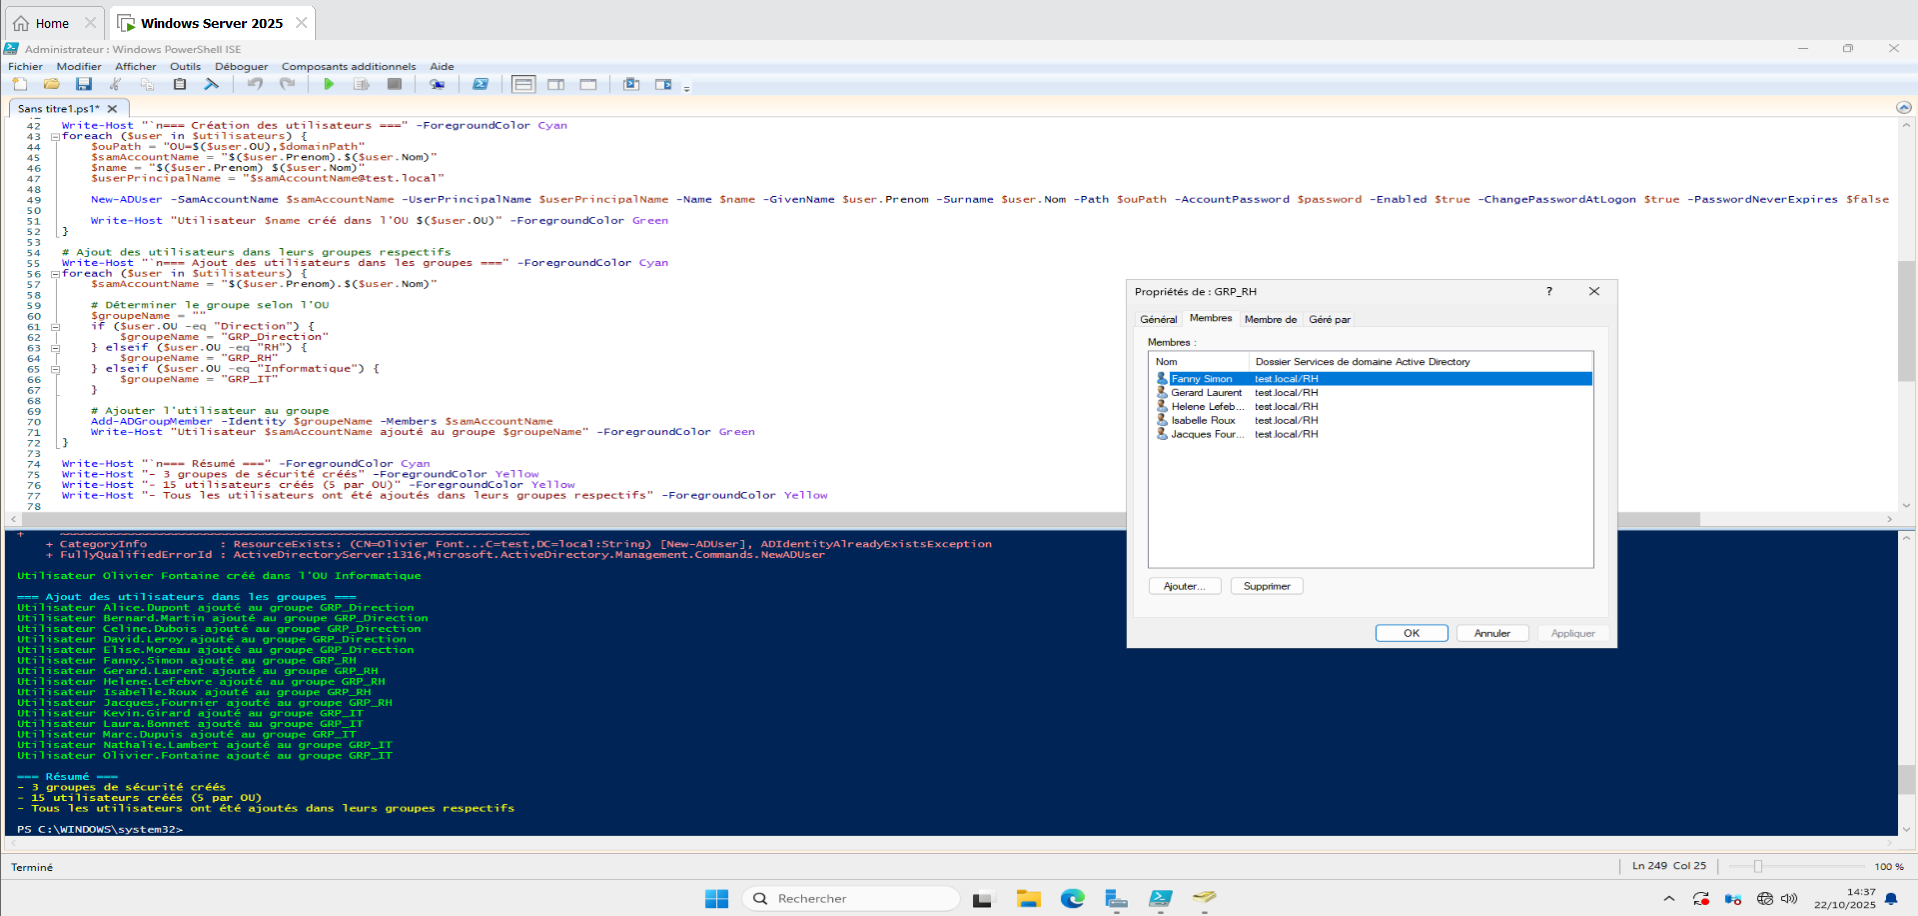 Home
Windows Server 2025
Administrateur : Windows PowerShell ISE
Fichier Modifier Afficher Outils Déboguer Composants additionnels Aide
Sans titre1.ps1*
42 Write-Host "`n=== Création des utilisateurs ===" -ForegroundColor Cyan
43 foreach ($user in $utilisateurs) {
44 $ouPath = "OU=$($user.OU),$domainPath"
45 $samAccountName = "$($user.Prenom).$($user.Nom)"
46 $name = "$($user.Prenom) $($user.Nom)"
47 $userPrincipalName = "$samAccountName@test.local"
48
49 New-ADUser -SamAccountName $samAccountName -UserPrincipalName $userPrincipalName -Name $name -GivenName $user.Prenom -Surname $user.Nom -Path $ouPath -AccountPassword $password -Enabled $true -ChangePasswordAtLogon $true -PasswordNeverExpires $false
50
51 Write-Host "Utilisateur $name créé dans l'OU $($user.OU)" -ForegroundColor Green
52 }
53
54 # Ajout des utilisateurs dans leurs groupes respectifs
55 Write-Host "`n=== Ajout des utilisateurs dans les groupes ===" -ForegroundColor Cyan
56 foreach ($user in $utilisateurs) {
57 $samAccountName = "$($user.Prenom).$($user.Nom)"
58
59 # Déterminer le groupe selon l'OU
60 $groupeName = ""
61 if ($user.OU -eq "Direction") {
62 $groupeName = "GRP_Direction"
63 } elseif ($user.OU -eq "RH") {
64 $groupeName = "GRP_RH"
65 } elseif ($user.OU -eq "Informatique") {
66 $groupeName = "GRP_IT"
67 }
68
69 # Ajouter l'utilisateur au groupe
70 Add-ADGroupMember -Identity $groupeName -Members $samAccountName
71 Write-Host "Utilisateur $samAccountName ajouté au groupe $groupeName" -ForegroundColor Green
72 }
73
74 Write-Host "`n=== Résumé ===" -ForegroundColor Cyan
75 Write-Host "- 3 groupes de sécurité créés" -ForegroundColor Yellow
76 Write-Host "- 15 utilisateurs créés (5 par OU)" -ForegroundColor Yellow
77 Write-Host "- Tous les utilisateurs ont été ajoutés dans leurs groupes respectifs" -ForegroundColor Yellow
78
Propriétés de : GRP_RH
?
Général Membres Membre de Géré par
Membres :
Nom Dossier Services de domaine Active Directory
Fanny Simon test.local/RH
Gerard Laurent test.local/RH
Helene Lefeb... test.local/RH
Isabelle Roux test.local/RH
Jacques Four... test.local/RH
Ajouter... Supprimer
OK Annuler Appliquer
+ ~~~~~~~~~~~~~~~~~~~~~~~~~~~~~~~~~~~~~~~~~~~~~~~~~~~~~~~~~~~~~~~~~
+ CategoryInfo : ResourceExists: (CN=Olivier Font...C=test,DC=local:String) [New-ADUser], ADIdentityAlreadyExistsException
+ FullyQualifiedErrorId : ActiveDirectoryServer:1316,Microsoft.ActiveDirectory.Management.Commands.NewADUser
Utilisateur Olivier Fontaine créé dans l'OU Informatique
=== Ajout des utilisateurs dans les groupes ===
Utilisateur Alice.Dupont ajouté au groupe GRP_Direction
Utilisateur Bernard.Martin ajouté au groupe GRP_Direction
Utilisateur Celine.Dubois ajouté au groupe GRP_Direction
Utilisateur David.Leroy ajouté au groupe GRP_Direction
Utilisateur Elise.Moreau ajouté au groupe GRP_Direction
Utilisateur Fanny.Simon ajouté au groupe GRP_RH
Utilisateur Gerard.Laurent ajouté au groupe GRP_RH
Utilisateur Helene.Lefebvre ajouté au groupe GRP_RH
Utilisateur Isabelle.Roux ajouté au groupe GRP_RH
Utilisateur Jacques.Fournier ajouté au groupe GRP_RH
Utilisateur Kevin.Girard ajouté au groupe GRP_IT
Utilisateur Laura.Bonnet ajouté au groupe GRP_IT
Utilisateur Marc.Dupuis ajouté au groupe GRP_IT
Utilisateur Nathalie.Lambert ajouté au groupe GRP_IT
Utilisateur Olivier.Fontaine ajouté au groupe GRP_IT
=== Résumé ===
- 3 groupes de sécurité créés
- 15 utilisateurs créés (5 par OU)
- Tous les utilisateurs ont été ajoutés dans leurs groupes respectifs
PS C:\WINDOWS\system32>
Terminé
Ln 249 Col 25
100 %
Rechercher
14:37
22/10/2025